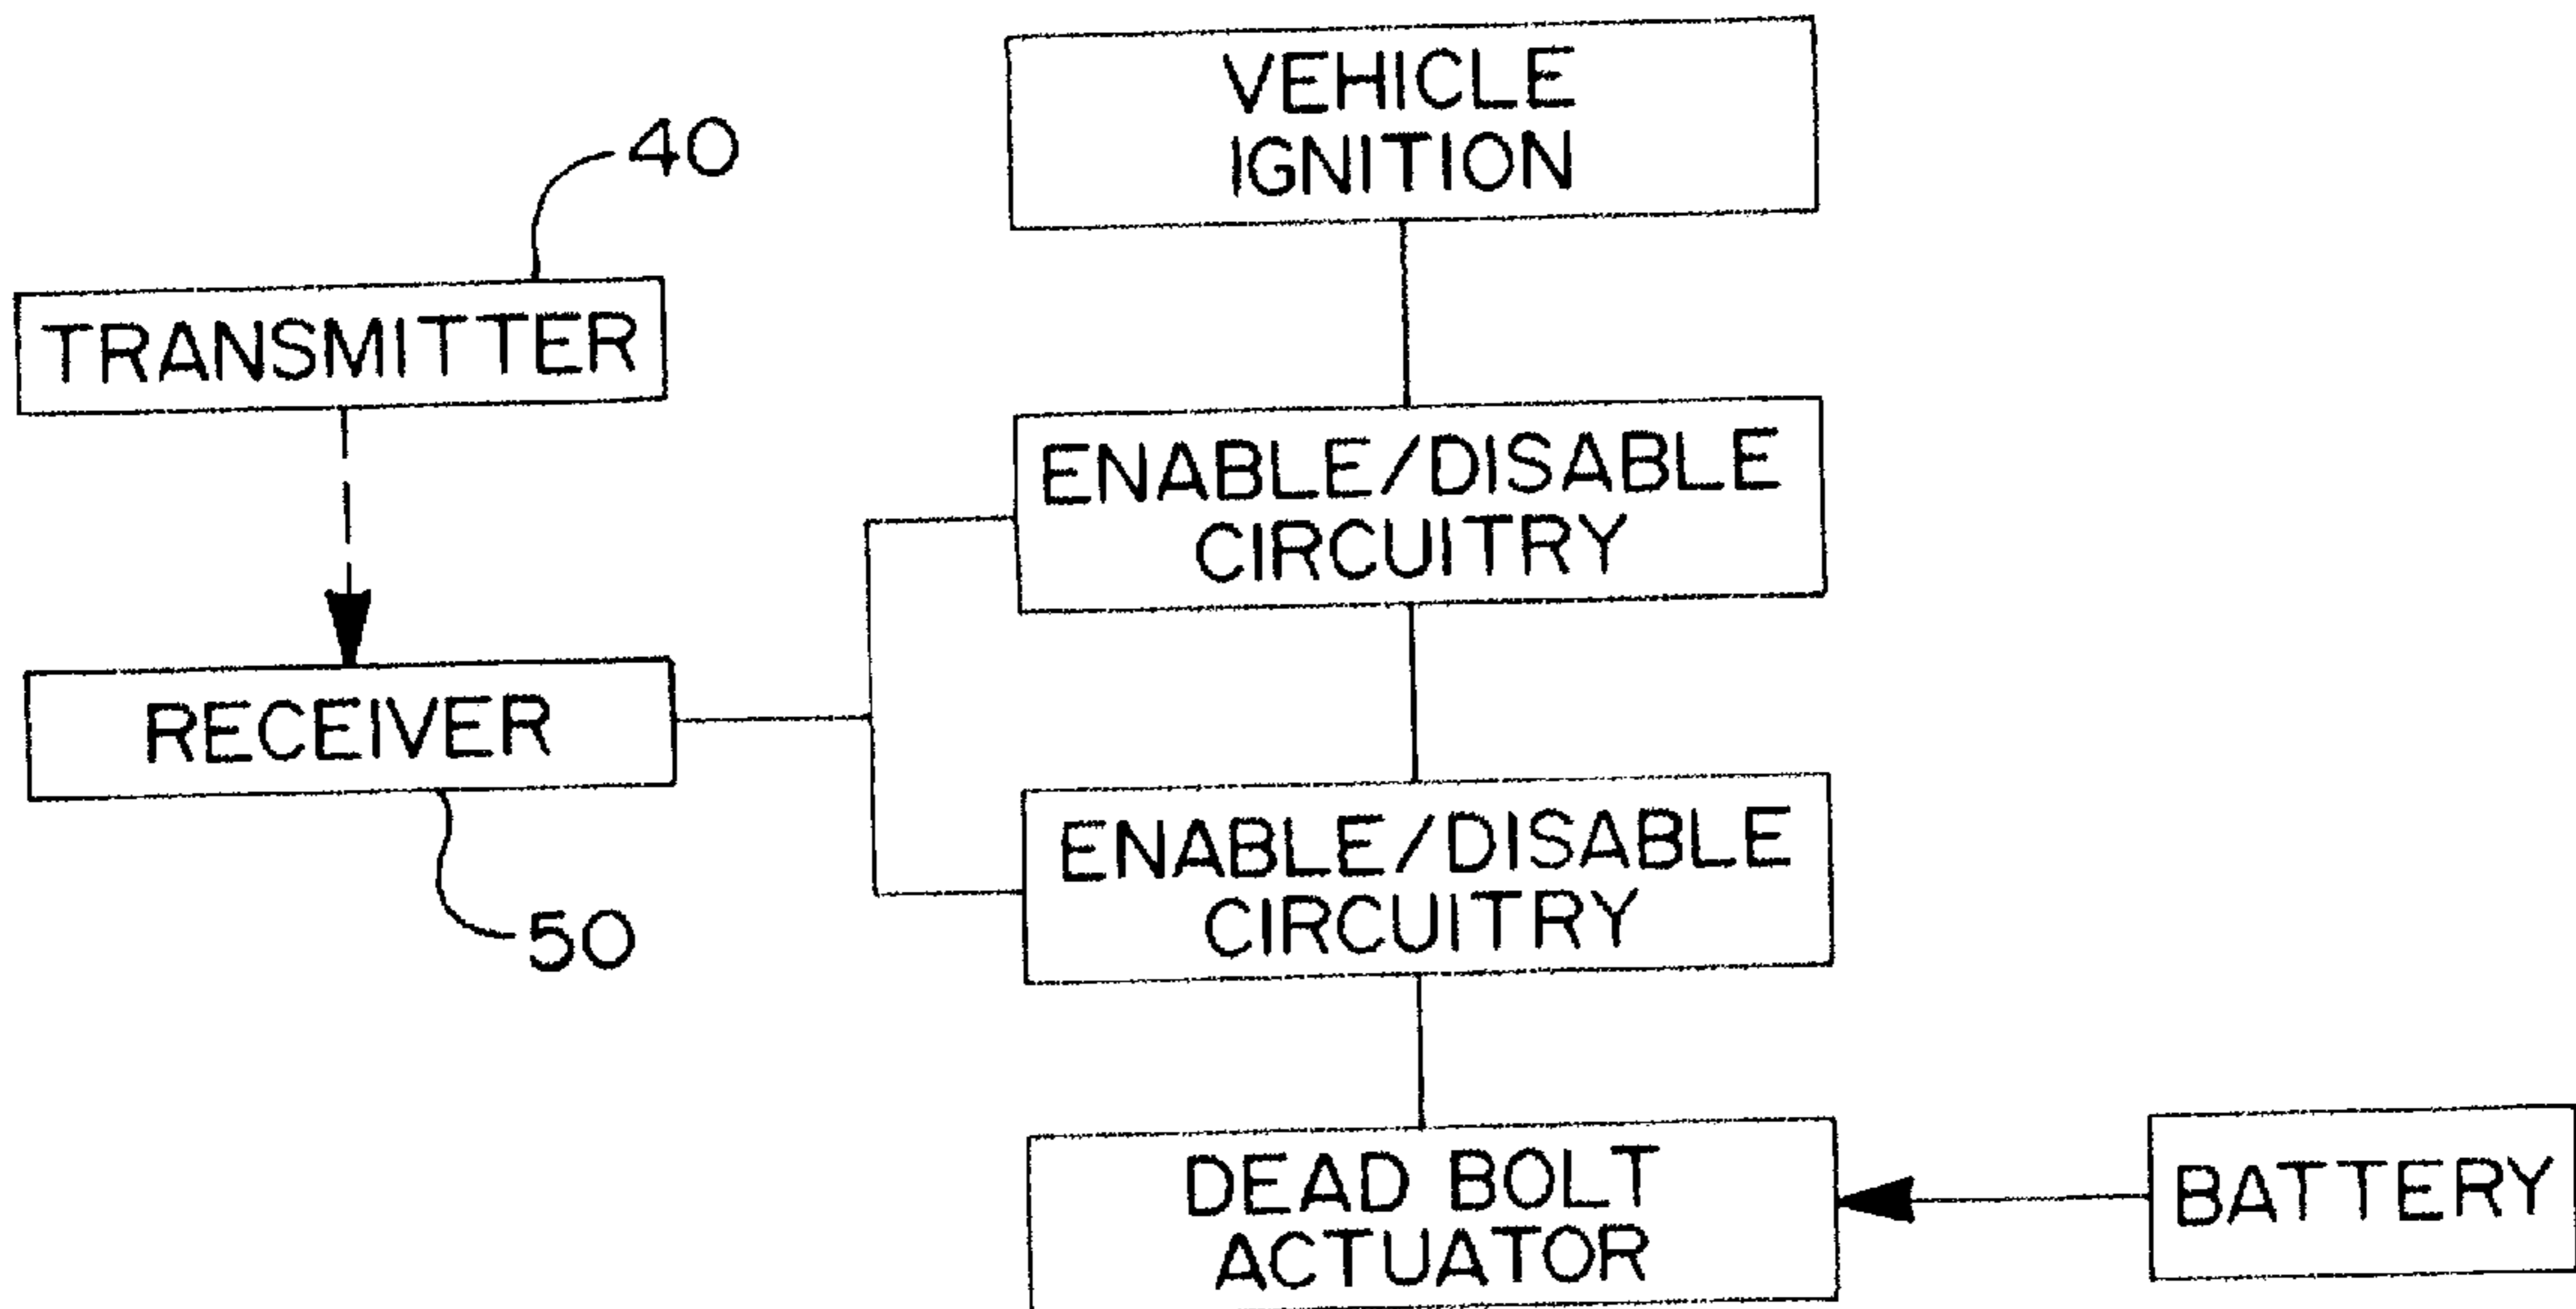 VEHICLE
IGNITION
40
TRANSMITTER
ENABLE/DISABLE
CIRCUITRY
RECEIVER
50
ENABLE/DISABLE
CIRCUITRY
DEAD BOLT
ACTUATOR
BATTERY